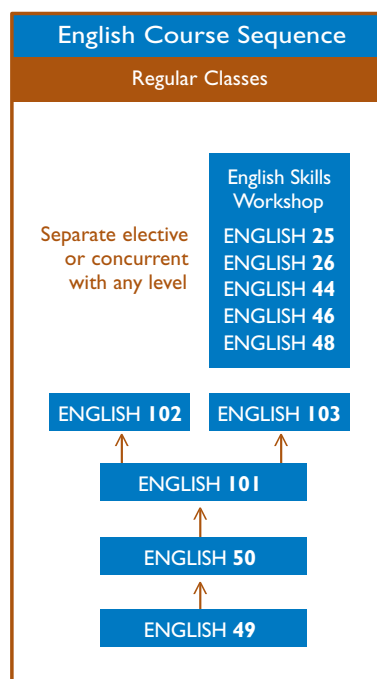 English Course Sequence
Regular Classes
English Skills
Workshop
ENGLISH 25
ENGLISH 26
ENGLISH 44
ENGLISH 46
ENGLISH 48
Separate elective
or concurrent
with any level
ENGLISH 102
ENGLISH 103
ENGLISH 101
ENGLISH 50
ENGLISH 49